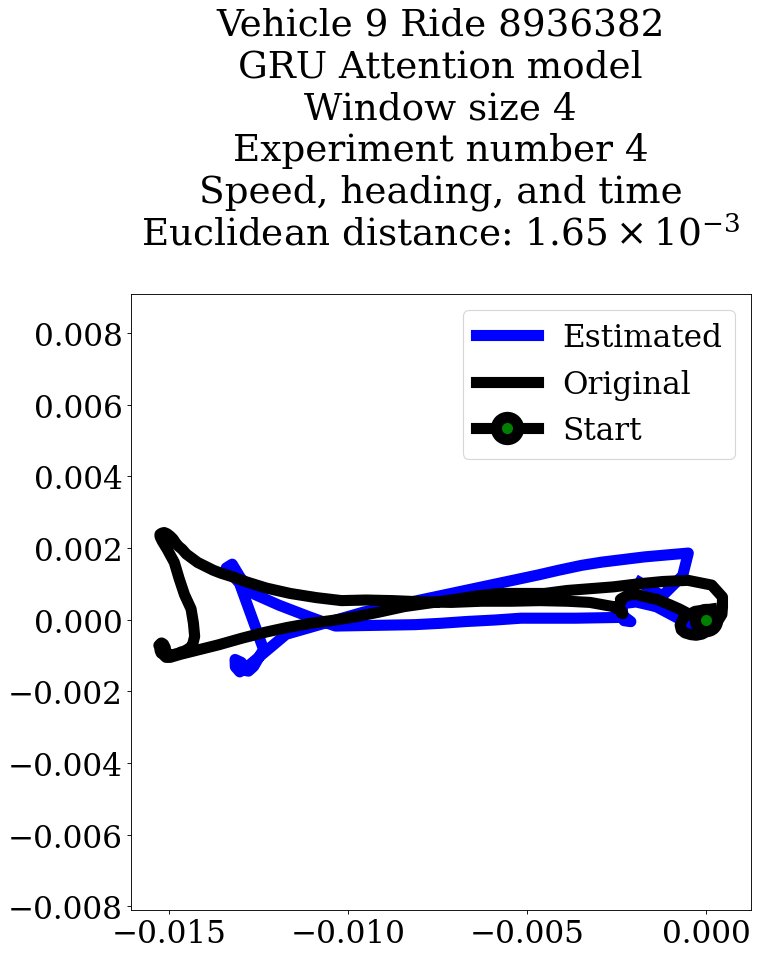 Vehicle 9 Ride 8936382
GRU Attention model
Window size 4
Experiment number 4
Speed, heading, and time
Euclidean distance: 1.65 × 10⁻³
Estimated
Original
Start
0.008
0.006
0.004
0.002
0.000
−0.002
−0.004
−0.006
−0.008
−0.015 −0.010 −0.005 0.000